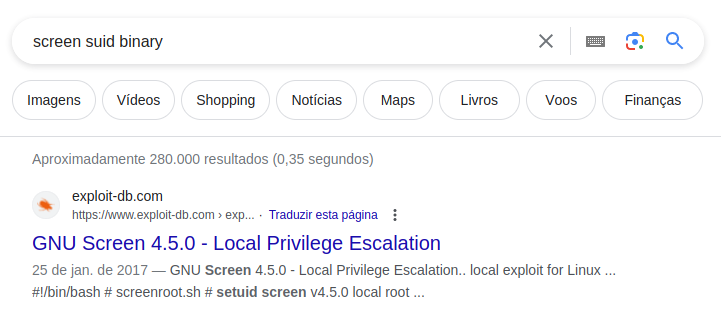 screen suid binary
Imagens Vídeos Shopping Notícias Maps Livros Voos Finanças
Aproximadamente 280.000 resultados (0,35 segundos)
exploit-db.com
https://www.exploit-db.com › exp... · Traduzir esta página
GNU Screen 4.5.0 - Local Privilege Escalation
25 de jan. de 2017 — GNU Screen 4.5.0 - Local Privilege Escalation.. local exploit for Linux ...
#!/bin/bash # screenroot.sh # setuid screen v4.5.0 local root ...